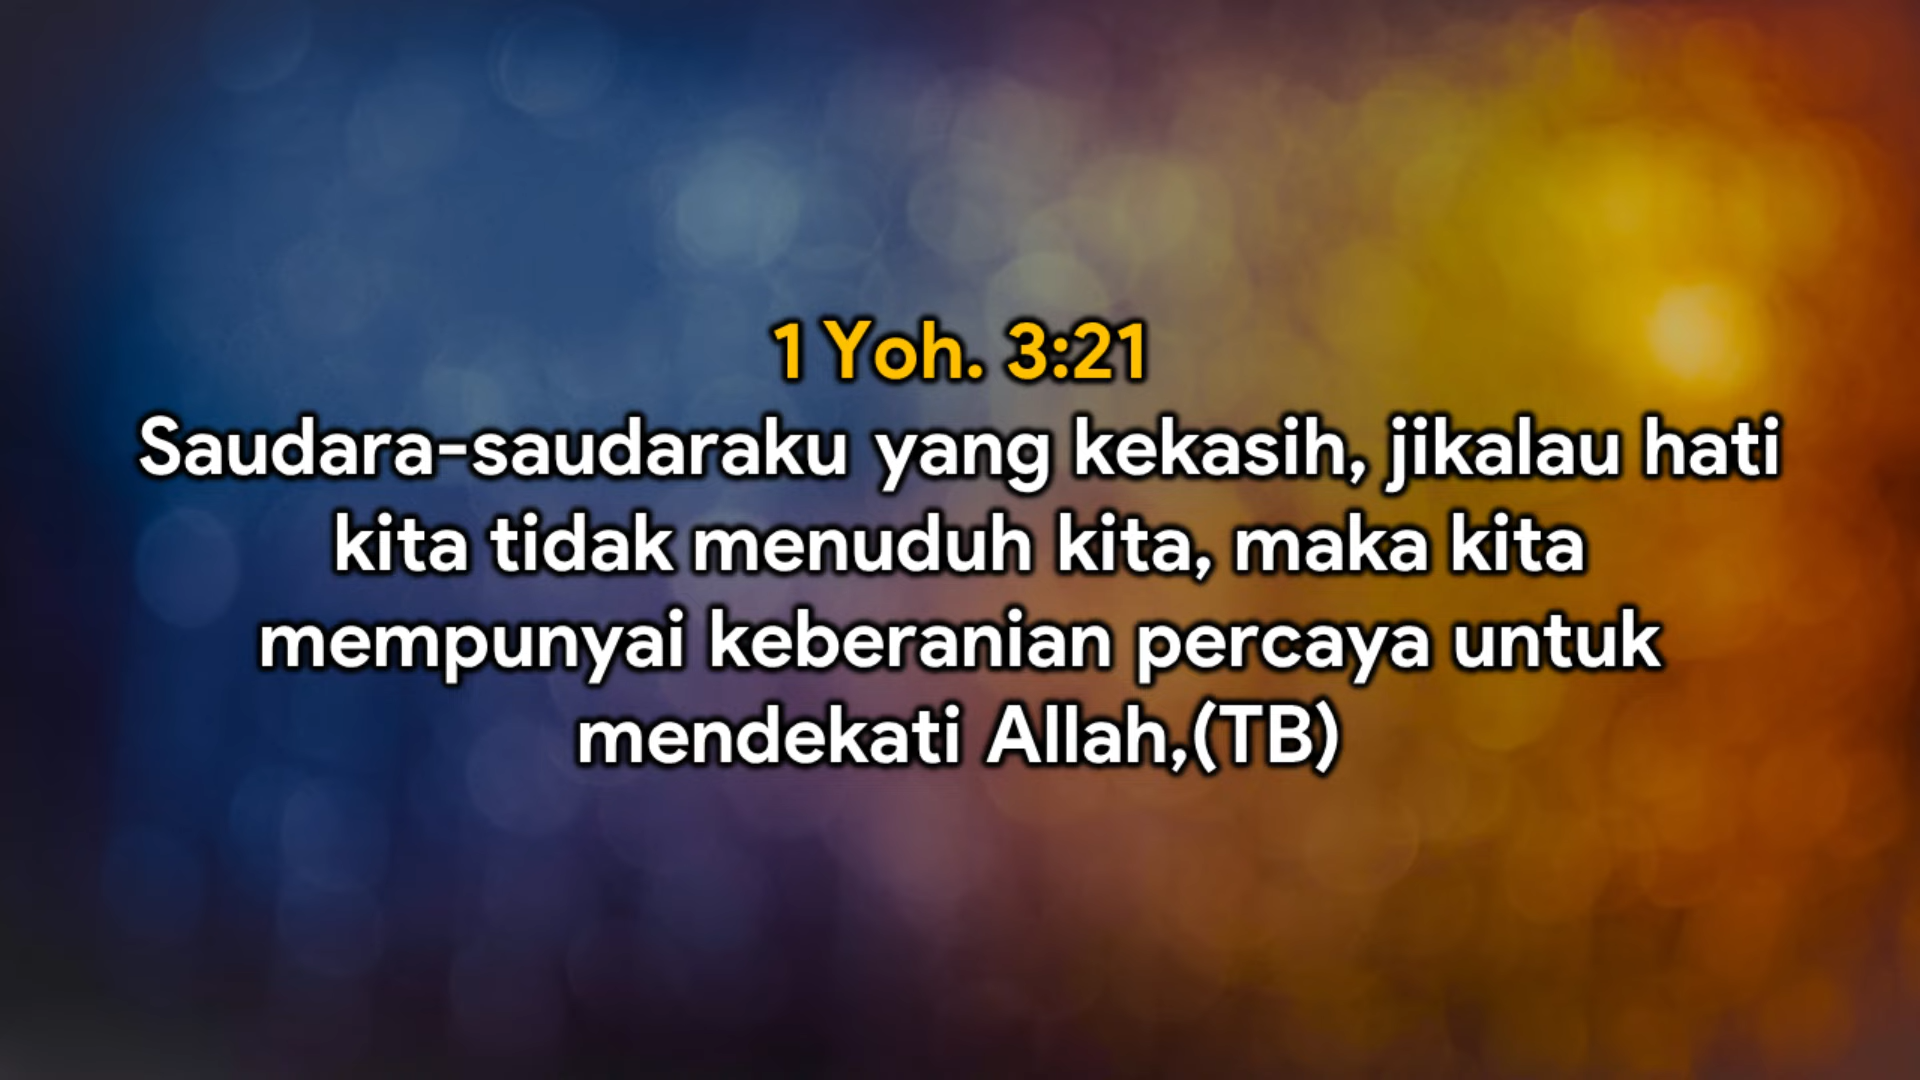 1 Yoh. 3:21
Saudara-saudaraku yang kekasih, jikalau hati
kita tidak menuduh kita, maka kita
mempunyai keberanian percaya untuk
mendekati Allah,(TB)